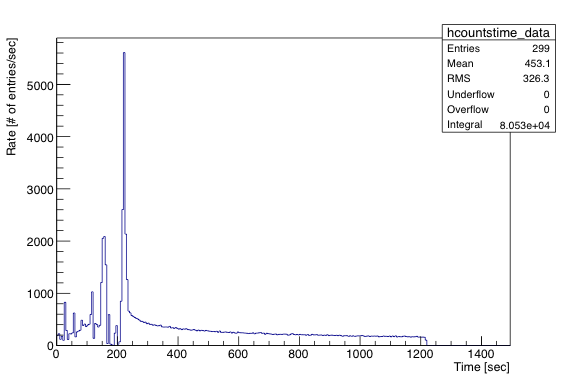 hcountstime_data
Entries 299
Mean 453.1
RMS 326.3
Underflow 0
Overflow 0
Integral 8.053e+04
Rate [# of entries/sec]
5000
4000
3000
2000
1000
0
0 200 400 600 800 1000 1200 1400
Time [sec]